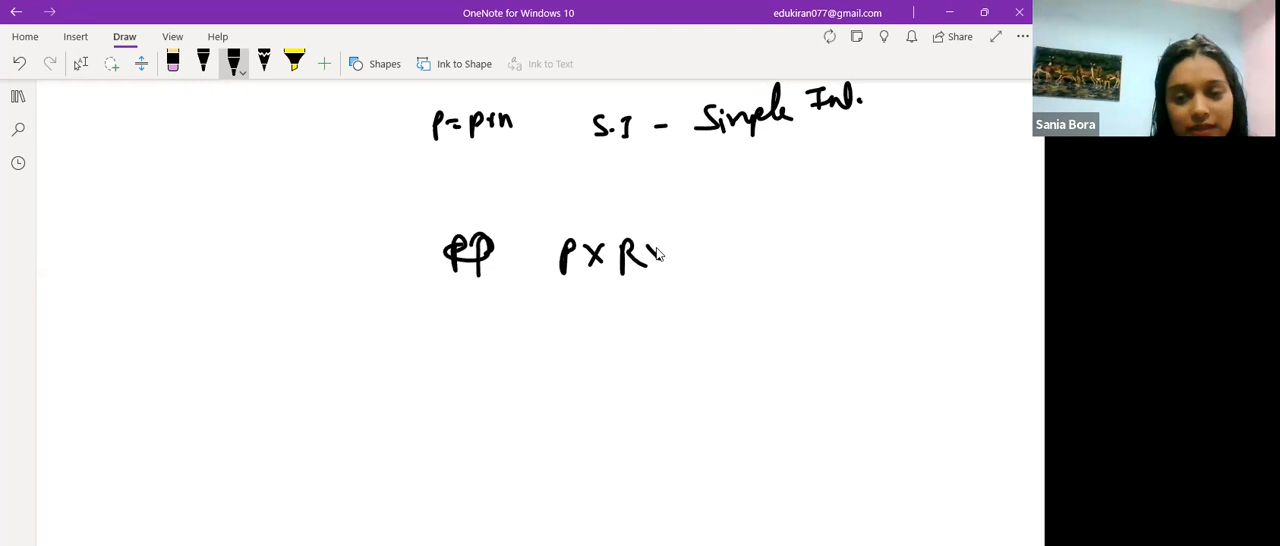 OneNote for Windows 10
edukiran077@gmail.com
Home Insert Draw View Help
Share
Shapes Ink to Shape Ink to Text
Sania Bora
S.I - Simple Int.
P X R x